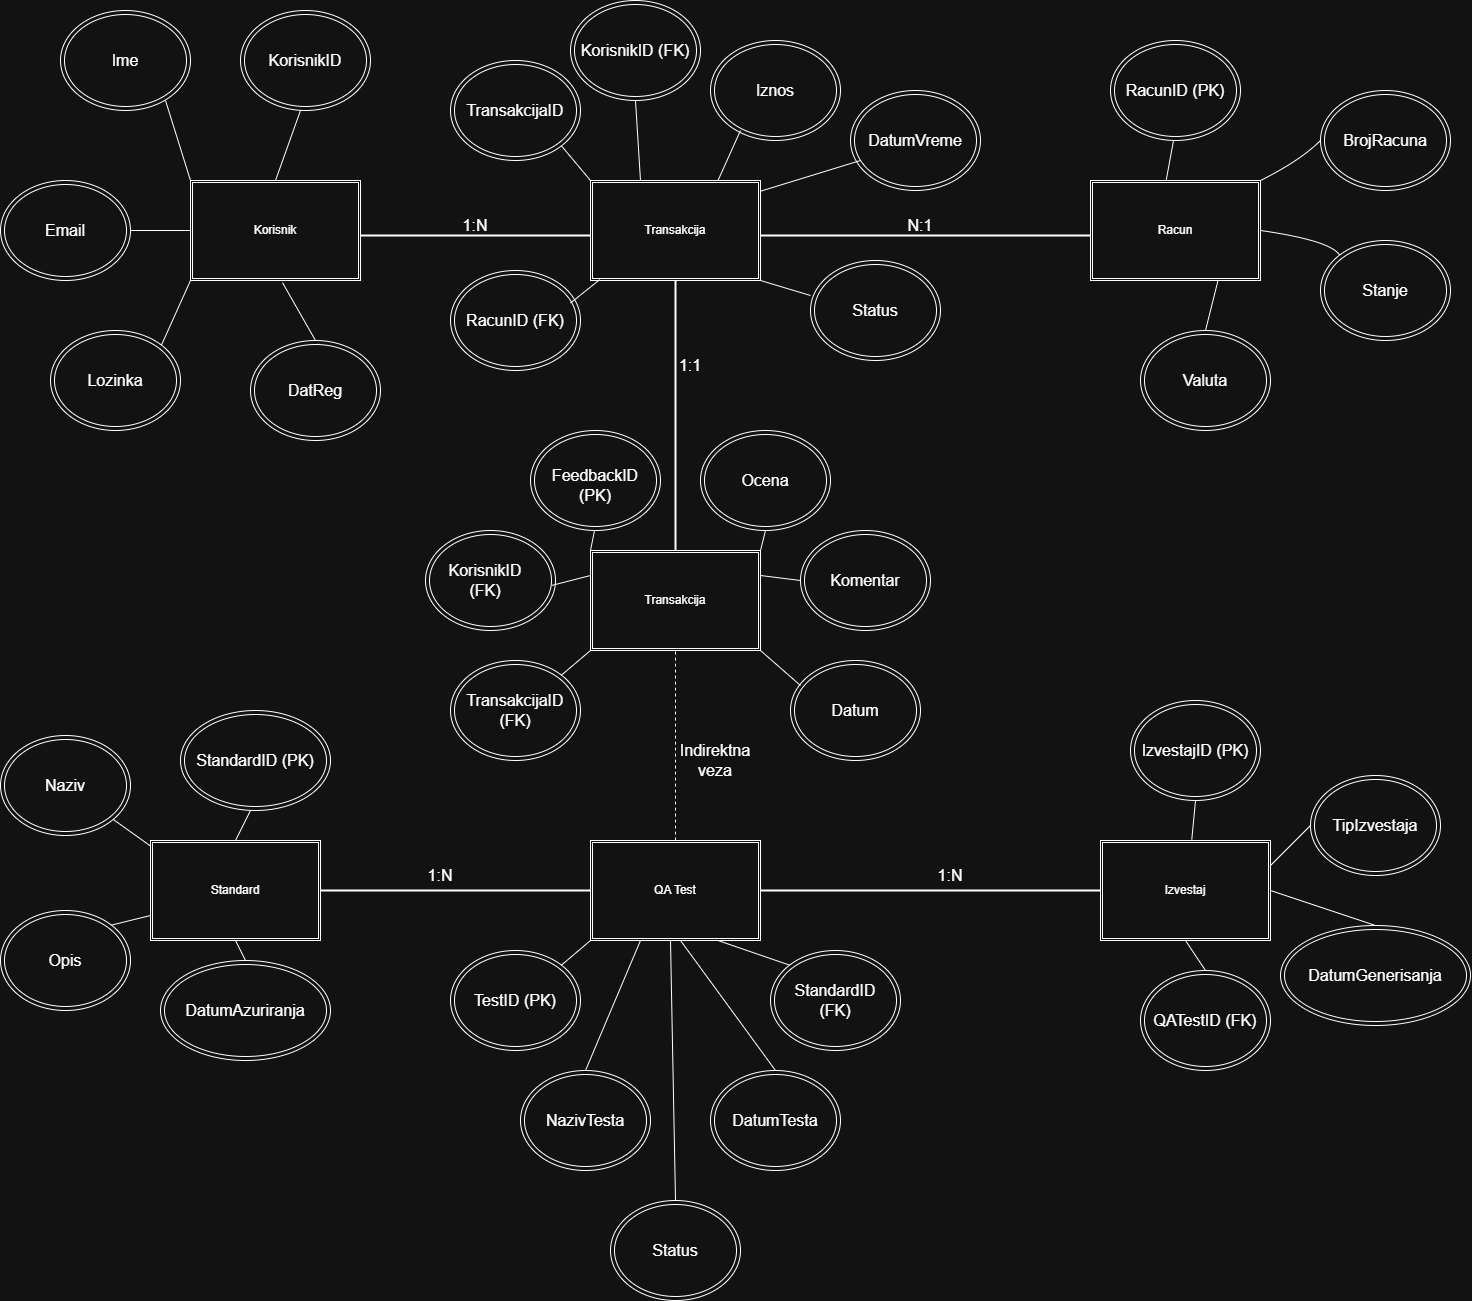 KorisnikID (FK)
Ime
KorisnikID
Iznos
RacunID (PK)
TransakcijaID
DatumVreme
BrojRacuna
Email
Korisnik
1:N
Transakcija
N:1
Racun
Stanje
RacunID (FK)
Status
Lozinka
DatReg
1:1
Valuta
FeedbackID
(PK)
Ocena
KorisnikID
(FK)
Komentar
Transakcija
TransakcijaID
(FK)
Datum
Indirektna
veza
StandardID (PK)
IzvestajID (PK)
Naziv
TipIzvestaja
Standard
1:N
QA Test
1:N
Izvestaj
Opis
DatumAzuriranja
TestID (PK)
StandardID
(FK)
DatumGenerisanja
QATestID (FK)
NazivTesta
DatumTesta
Status